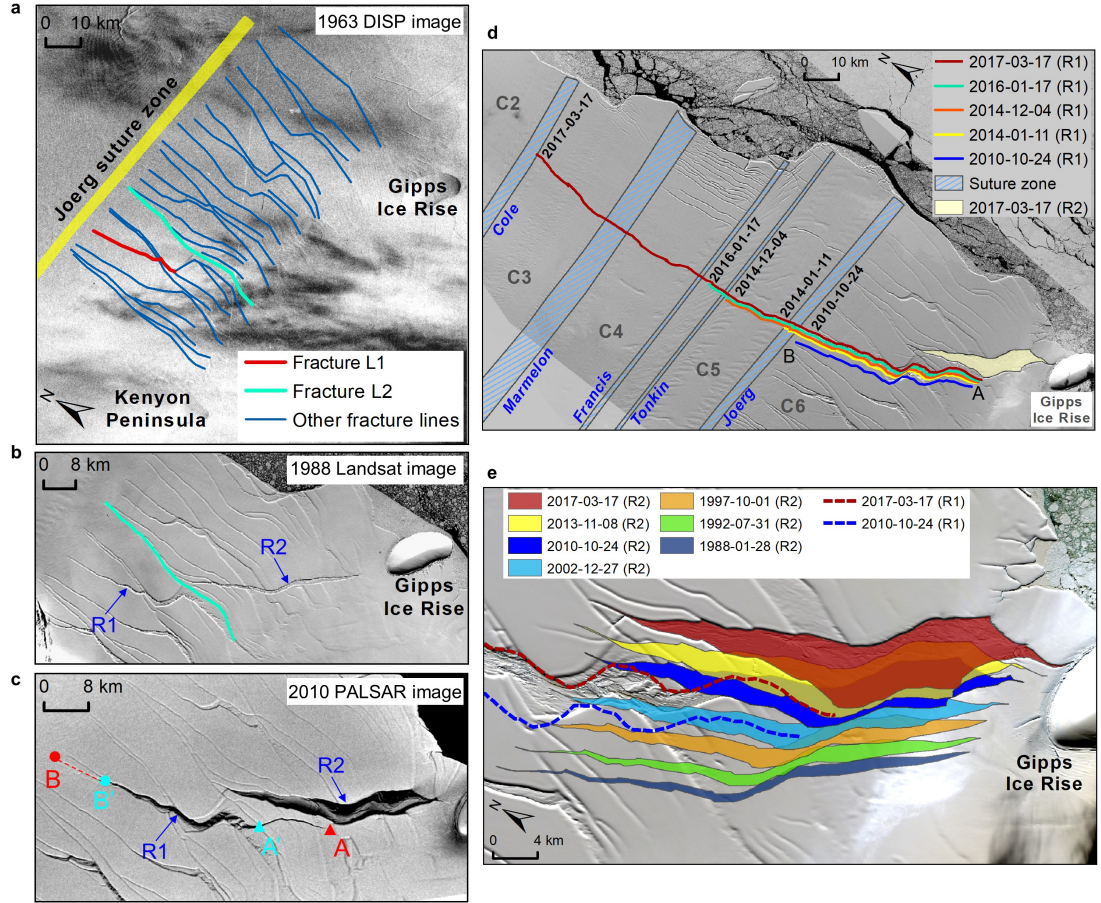 a
0 10 km
1963 DISP image
Joerg suture zone
Gipps
Ice Rise
Fracture L1
Fracture L2
Other fracture lines
N
Kenyon
Peninsula
b
0 8 km
1988 Landsat image
R2
R1
Gipps
Ice Rise
c
0 8 km
2010 PALSAR image
R2
B
B'
R1
A'
A
d
0 10 km
N
2017-03-17 (R1)
2016-01-17 (R1)
2014-12-04 (R1)
2014-01-11 (R1)
2010-10-24 (R1)
Suture zone
2017-03-17 (R2)
C2
2017-03-17
Cole
C3
2016-01-17
2014-12-04
2014-01-11
2010-10-24
C4
B
C5
A
Marmelon
Francis
Tonkin
Joerg
C6
Gipps
Ice Rise
e
2017-03-17 (R2)
2013-11-08 (R2)
2010-10-24 (R2)
2002-12-27 (R2)
1997-10-01 (R2)
1992-07-31 (R2)
1988-01-28 (R2)
2017-03-17 (R1)
2010-10-24 (R1)
Gipps
Ice Rise
N
0 4 km